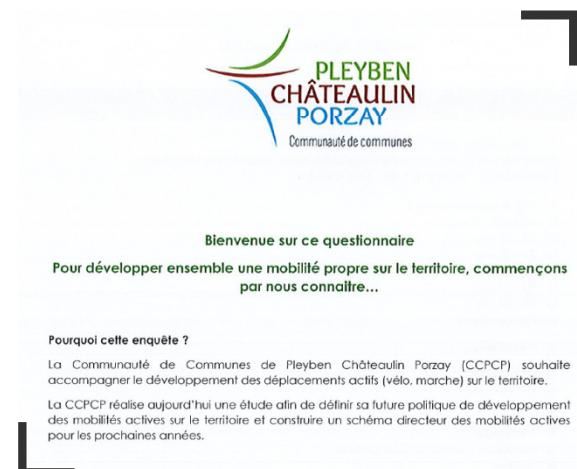 PLEYBEN
CHÂTEAULIN
PORZAY
Communauté de communes
Bienvenue sur ce questionnaire
Pour développer ensemble une mobilité propre sur le territoire, commençons
par nous connaitre...
Pourquoi cette enquête ?
La Communauté de Communes de Pleyben Châteaulin Porzay (CCPCP) souhaite
accompagner le développement des déplacements actifs (vélo, marche) sur le territoire.
La CCPCP réalise aujourd'hui une étude afin de définir sa future politique de développement
des mobilités actives sur le territoire et construire un schéma directeur des mobilités actives
pour les prochaines années.